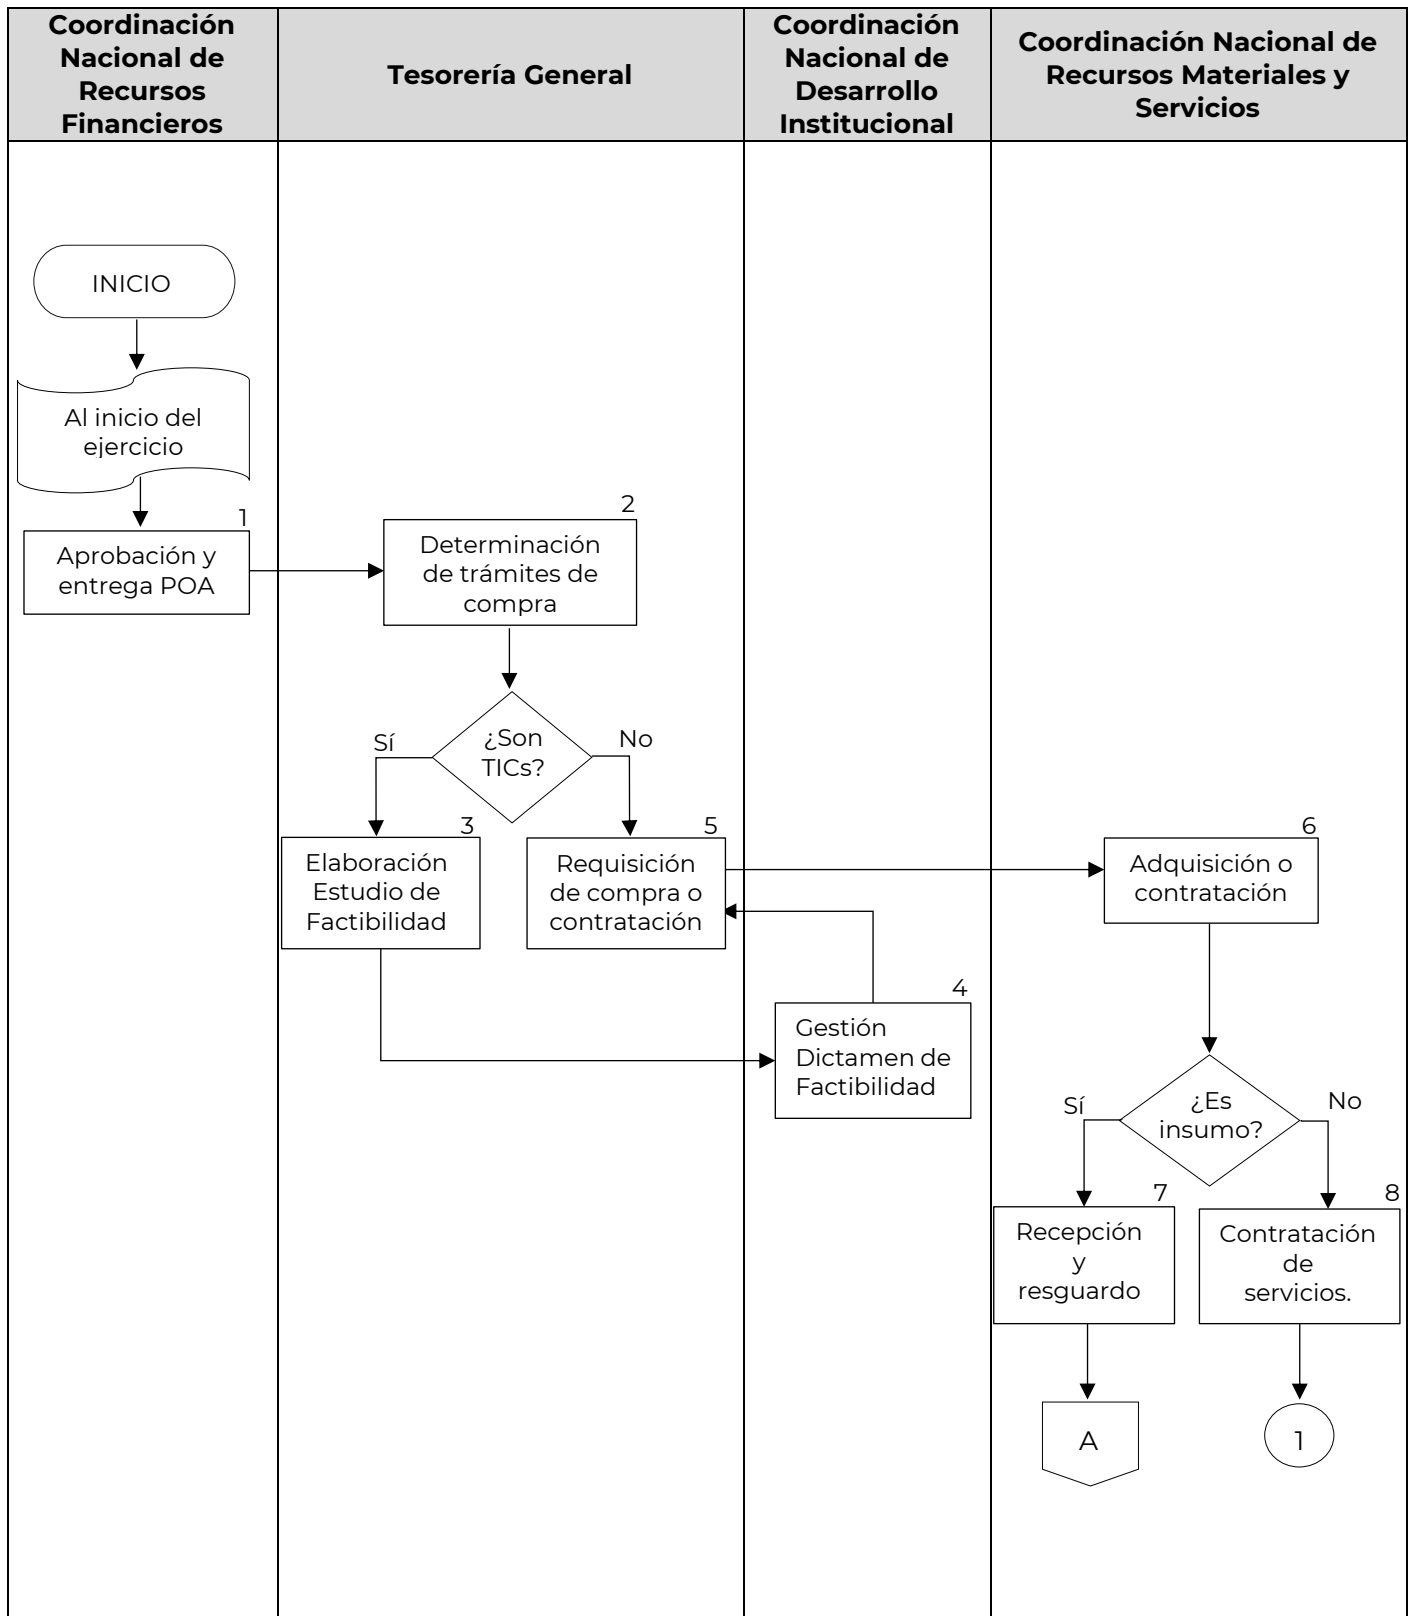 Coordinación
Nacional de
Recursos
Financieros
Tesorería General
Coordinación
Nacional de
Desarrollo
Institucional
Coordinación Nacional de
Recursos Materiales y
Servicios
INICIO
Al inicio del
ejercicio
1
Aprobación y
entrega POA
2
Determinación
de trámites de
compra
¿Son
TICs?
Sí
No
3
Elaboración
Estudio de
Factibilidad
5
Requisición
de compra o
contratación
6
Adquisición o
contratación
4
Gestión
Dictamen de
Factibilidad
¿Es
insumo?
Sí
No
7
Recepción
y
resguardo
8
Contratación
de
servicios.
A
1